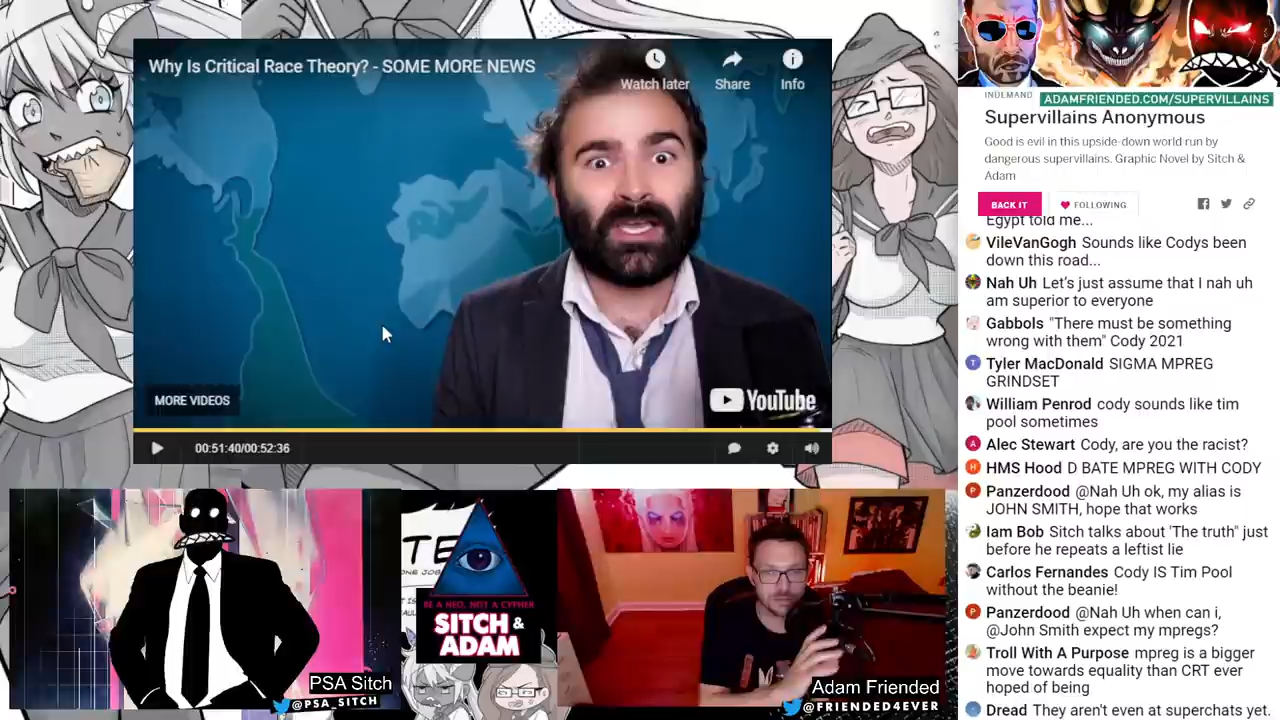 Why Is Critical Race Theory? - SOME MORE NEWS
Watch later
Share
Info
MORE VIDEOS
YouTube
00:51:40/00:52:36
BE A NEO, NOT A CYPHER
SITCH &
ADAM
PSA Sitch
@PSA_SITCH
Adam Friended
@FRIENDED4EVER
INDEMAND
ADAMFRIENDED.COM/SUPERVILLAINS
Supervillains Anonymous
Good is evil in this upside-down world run by
dangerous supervillains. Graphic Novel by Sitch &
Adam
BACK IT
FOLLOWING
Egypt told me...
VileVanGogh Sounds like Codys been
down this road...
Nah Uh Let's just assume that I nah uh
am superior to everyone
Gabbols "There must be something
wrong with them" Cody 2021
Tyler MacDonald SIGMA MPREG
GRINDSET
William Penrod cody sounds like tim
pool sometimes
Alec Stewart Cody, are you the racist?
HMS Hood D BATE MPREG WITH CODY
Panzerdood @Nah Uh ok, my alias is
JOHN SMITH, hope that works
Iam Bob Sitch talks about 'The truth" just
before he repeats a leftist lie
Carlos Fernandes Cody IS Tim Pool
without the beanie!
Panzerdood @Nah Uh when can i,
@John Smith expect my mpregs?
Troll With A Purpose mpreg is a bigger
move towards equality than CRT ever
hoped of being
Dread They aren't even at superchats yet.